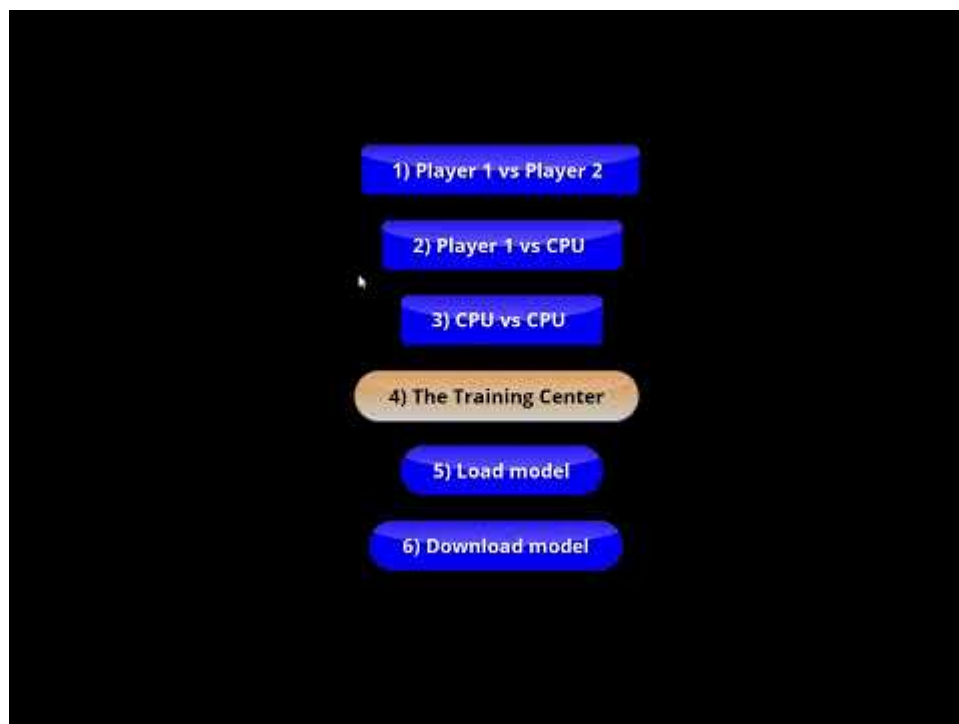 1) Player 1 vs Player 2
2) Player 1 vs CPU
3) CPU vs CPU
4) The Training Center
5) Load model
6) Download model